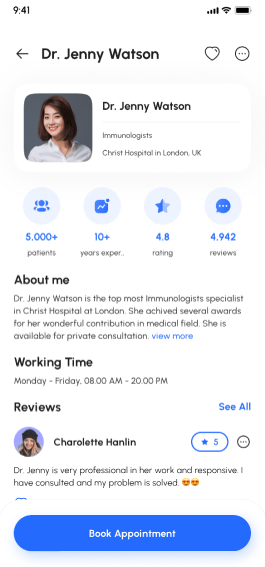 9:41
Dr. Jenny Watson
Dr. Jenny Watson
Immunologists
Christ Hospital in London, UK
5.000+ 10+ 4.8 4.942
patients years exper.. rating reviews
About me
Dr. Jenny Watson is the top most Immunologists specialist
in Christ Hospital at London. She achived several awards
for her wonderful contribution in medical field. She is
available for private consultation. view more
Working Time
Monday - Friday, 08.00 AM - 20.00 PM
Reviews See All
Charolette Hanlin 5
Dr. Jenny is very professional in her work and responsive. I
have consulted and my problem is solved. 😍😍
Book Appointment